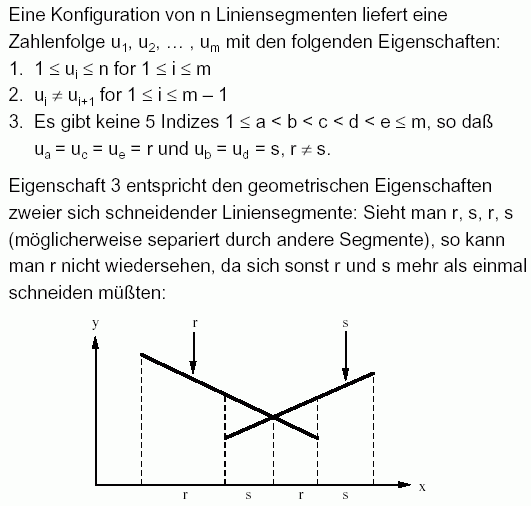 Eine Konfiguration von n Liniensegmenten liefert eine
Zahlenfolge u₁, u₂, … , uₘ mit den folgenden Eigenschaften:
1. 1 ≤ uᵢ ≤ n for 1 ≤ i ≤ m
2. uᵢ ≠ uᵢ₊₁ for 1 ≤ i ≤ m – 1
3. Es gibt keine 5 Indizes 1 ≤ a < b < c < d < e ≤ m, so daß
uₐ = u_c = uₑ = r und u_b = u_d = s, r ≠ s.
Eigenschaft 3 entspricht den geometrischen Eigenschaften
zweier sich schneidender Liniensegmente: Sieht man r, s, r, s
(möglicherweise separiert durch andere Segmente), so kann
man r nicht wiedersehen, da sich sonst r und s mehr als einmal
schneiden müßten:
y
r
s
x
r s r s